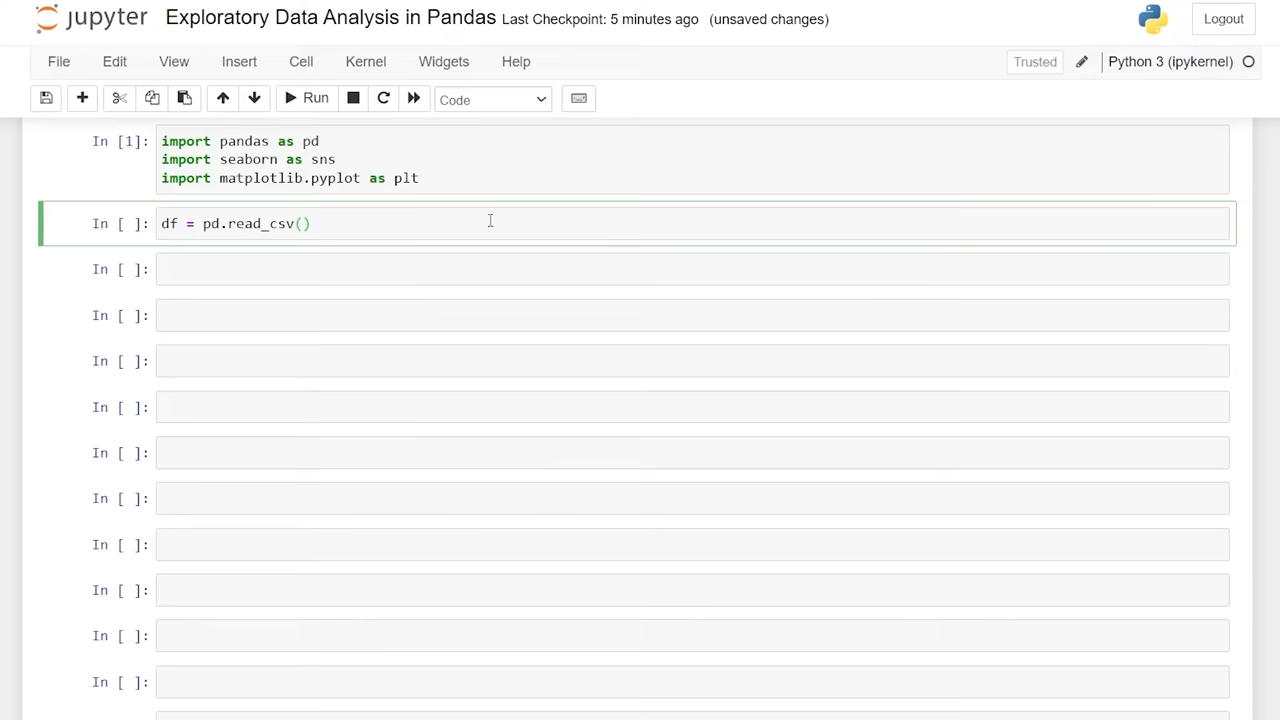 jupyter Exploratory Data Analysis in Pandas Last Checkpoint: 5 minutes ago (unsaved changes) Logout
File Edit View Insert Cell Kernel Widgets Help Trusted Python 3 (ipykernel)
Run Code
In [1]: import pandas as pd
import seaborn as sns
import matplotlib.pyplot as plt
In [ ]: df = pd.read_csv()
In [ ]:
In [ ]:
In [ ]:
In [ ]:
In [ ]:
In [ ]:
In [ ]:
In [ ]:
In [ ]:
In [ ]: